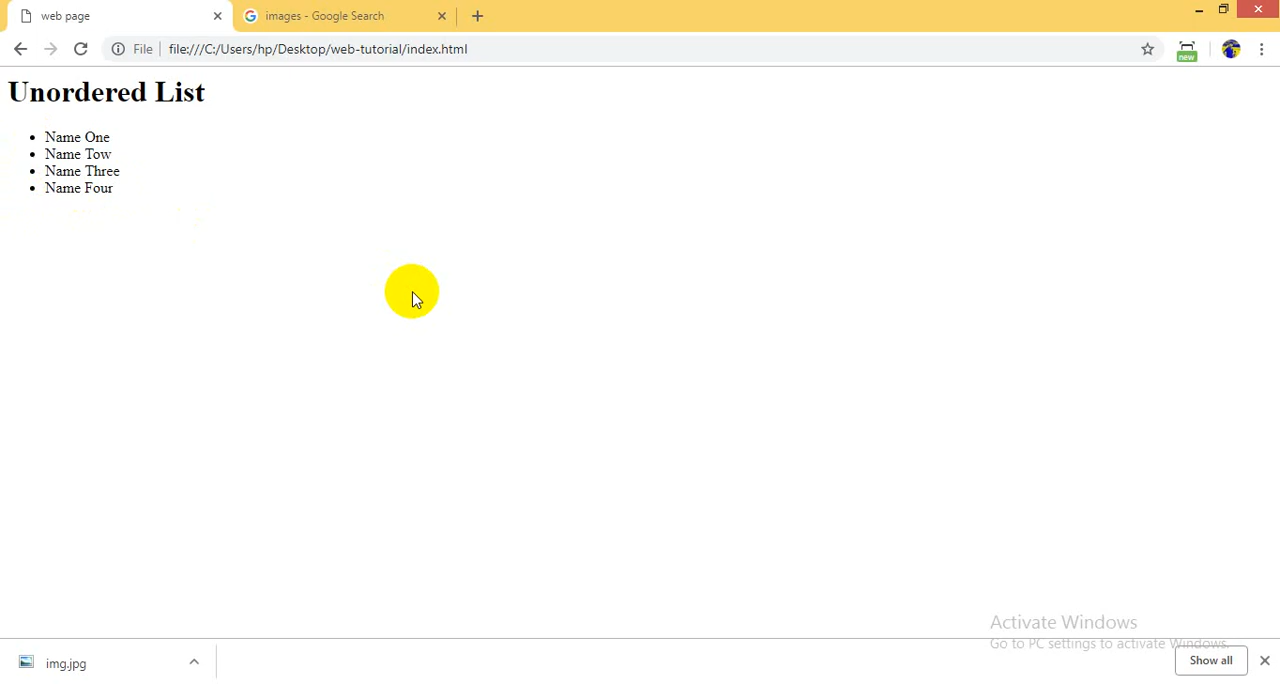 web page
images - Google Search
File
file:///C:/Users/hp/Desktop/web-tutorial/index.html
new
Unordered List
Name One
Name Tow
Name Three
Name Four
Activate Windows
Go to PC settings to activate Windows.
img.jpg
Show all